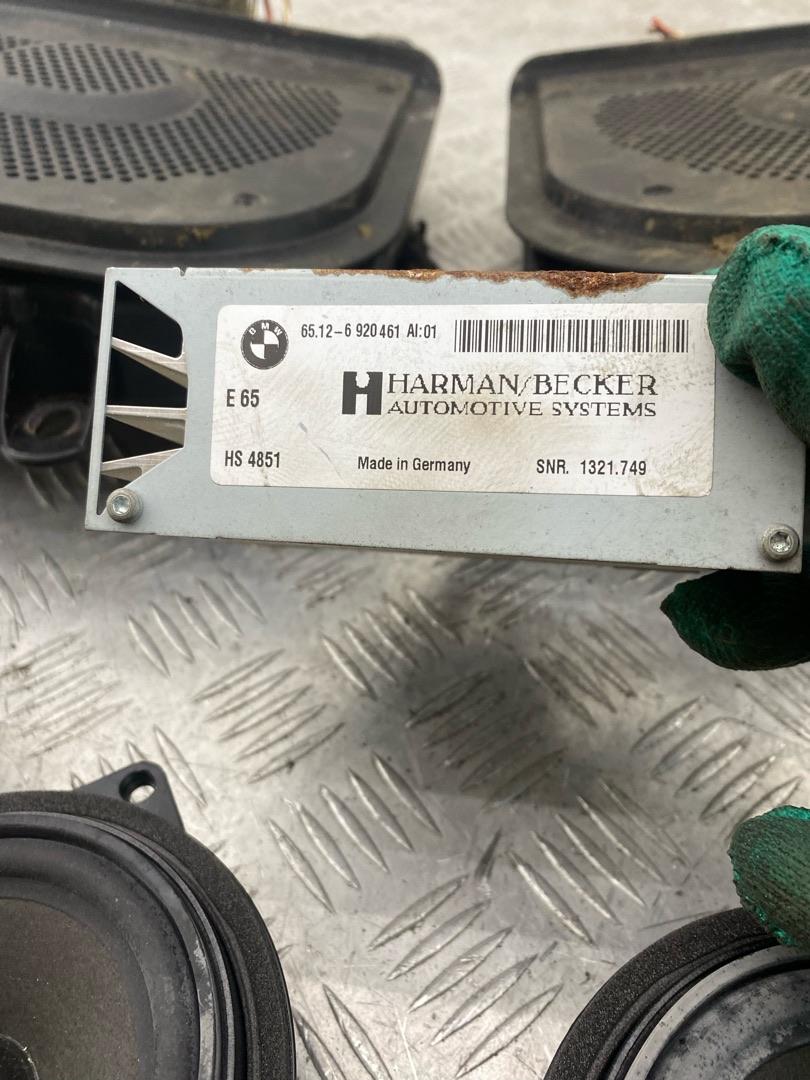 BMW
65.12-6 920461 AI:01
E 65
HARMAN/BECKER
AUTOMOTIVE SYSTEMS
HS 4851
Made in Germany
SNR. 1321.749